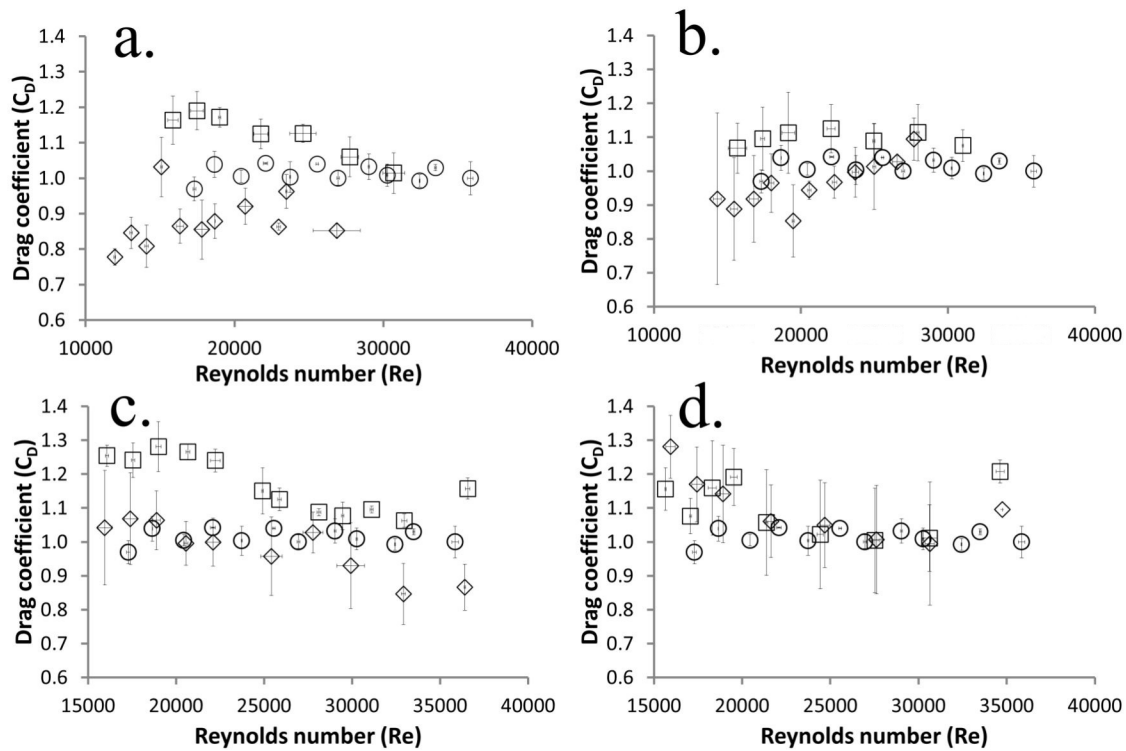 a.
1.4
1.3
1.2
1.1
1.0
0.9
0.8
0.7
0.6
Drag coefficient (C_D)
10000 20000 30000 40000
Reynolds number (Re)
b.
1.4
1.3
1.2
1.1
1.0
0.9
0.8
0.7
0.6
Drag coefficient (C_D)
10000 20000 30000 40000
Reynolds number (Re)
c.
1.4
1.3
1.2
1.1
1.0
0.9
0.8
0.7
0.6
Drag coefficient (C_D)
15000 20000 25000 30000 35000 40000
Reynolds number (Re)
d.
1.4
1.3
1.2
1.1
1.0
0.9
0.8
0.7
0.6
Drag coefficient (C_D)
15000 20000 25000 30000 35000 40000
Reynolds number (Re)